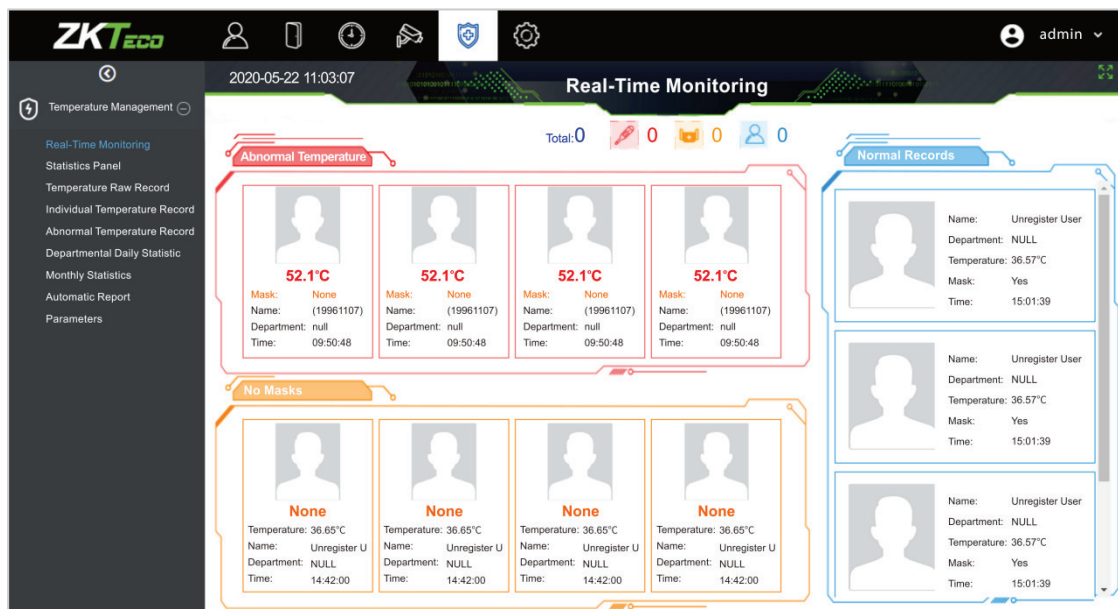 ZKTECO
admin
2020-05-22 11:03:07
Real-Time Monitoring
Temperature Management
Real-Time Monitoring
Statistics Panel
Temperature Raw Record
Individual Temperature Record
Abnormal Temperature Record
Departmental Daily Statistic
Monthly Statistics
Automatic Report
Parameters
Total:0 0 0 0
Abnormal Temperature
52.1°C 52.1°C 52.1°C 52.1°C
Mask: None Mask: None Mask: None Mask: None
Name: (19961107) Name: (19961107) Name: (19961107) Name: (19961107)
Department: null Department: null Department: null Department: null
Time: 09:50:48 Time: 09:50:48 Time: 09:50:48 Time: 09:50:48
No Masks
None None None None
Temperature: 36.65°C Temperature: 36.65°C Temperature: 36.65°C Temperature: 36.65°C
Name: Unregister U Name: Unregister U Name: Unregister U Name: Unregister U
Department: NULL Department: NULL Department: NULL Department: NULL
Time: 14:42:00 Time: 14:42:00 Time: 14:42:00 Time: 14:42:00
Normal Records
Name: Unregister User
Department: NULL
Temperature: 36.57°C
Mask: Yes
Time: 15:01:39
Name: Unregister User
Department: NULL
Temperature: 36.57°C
Mask: Yes
Time: 15:01:39
Name: Unregister User
Department: NULL
Temperature: 36.57°C
Mask: Yes
Time: 15:01:39